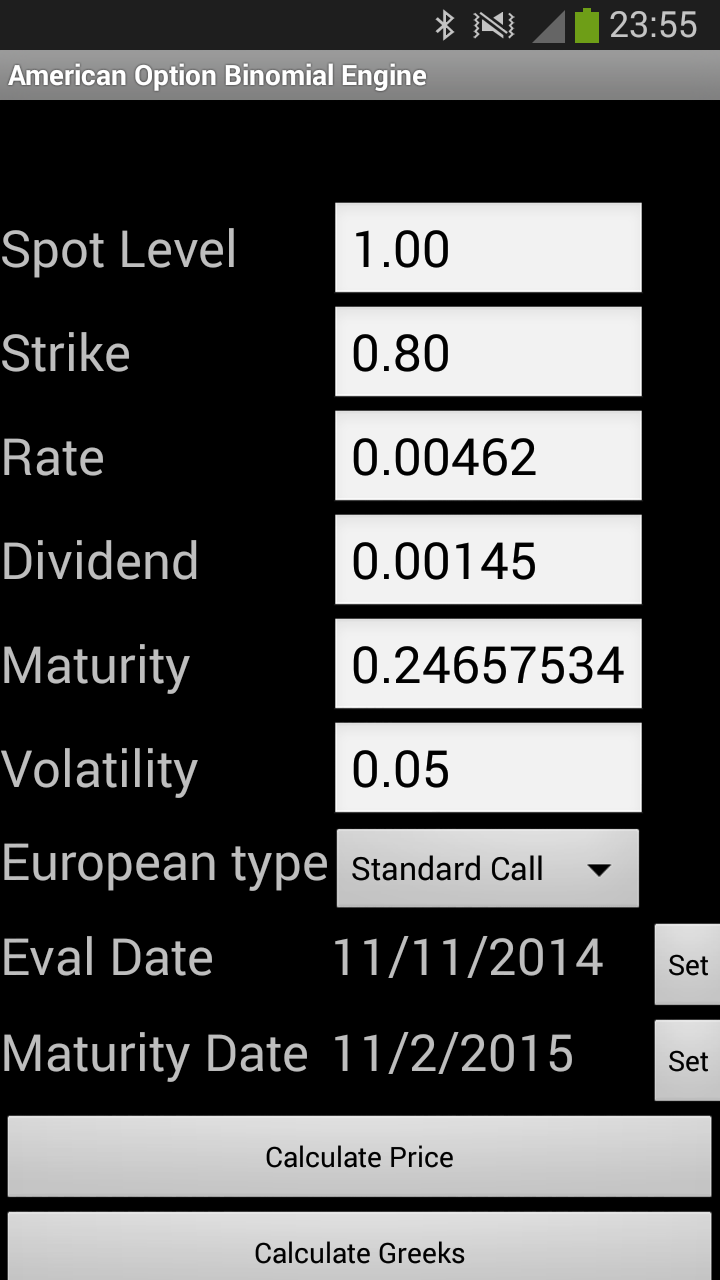 23:55
American Option Binomial Engine
Spot Level 1.00
Strike 0.80
Rate 0.00462
Dividend 0.00145
Maturity 0.24657534
Volatility 0.05
European type Standard Call
Eval Date 11/11/2014 Set
Maturity Date 11/2/2015 Set
Calculate Price
Calculate Greeks